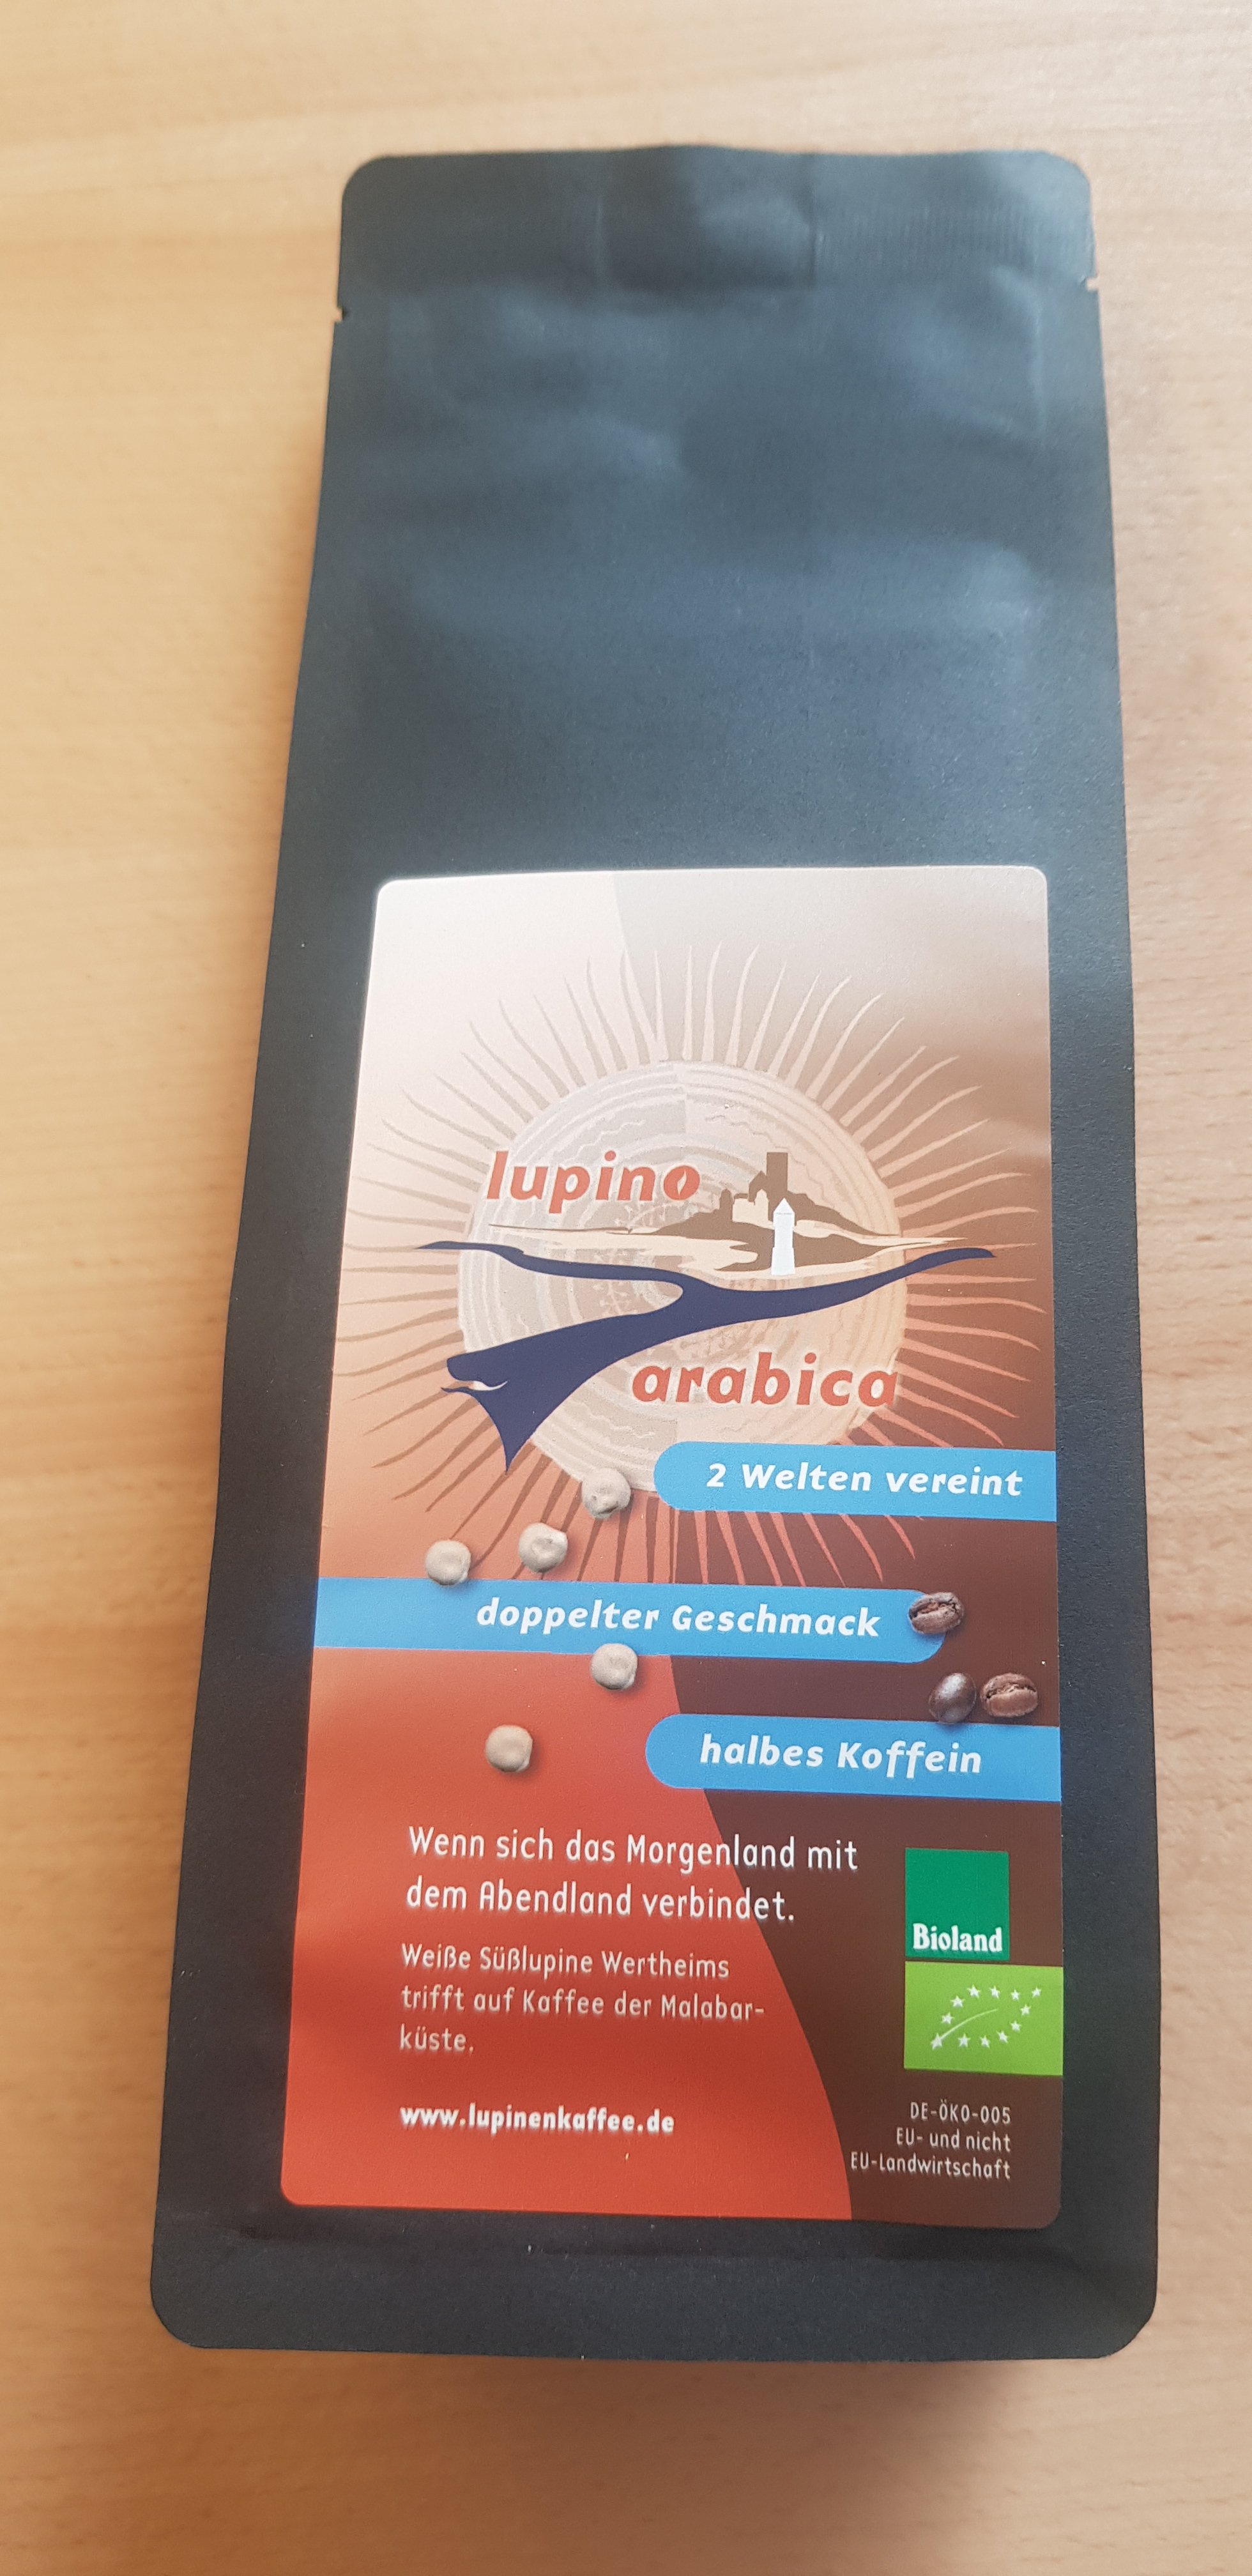 lupino
arabica
2 Welten vereint
doppelter Geschmack
halbes Koffein
Wenn sich das Morgenland mit
dem Abendland verbindet.
Weiße Süßlupine Wertheims
trifft auf Kaffee der Malabar-
küste.
www.lupinenkaffee.de
Bioland
DE-ÖKO-005
EU- und nicht
EU-Landwirtschaft